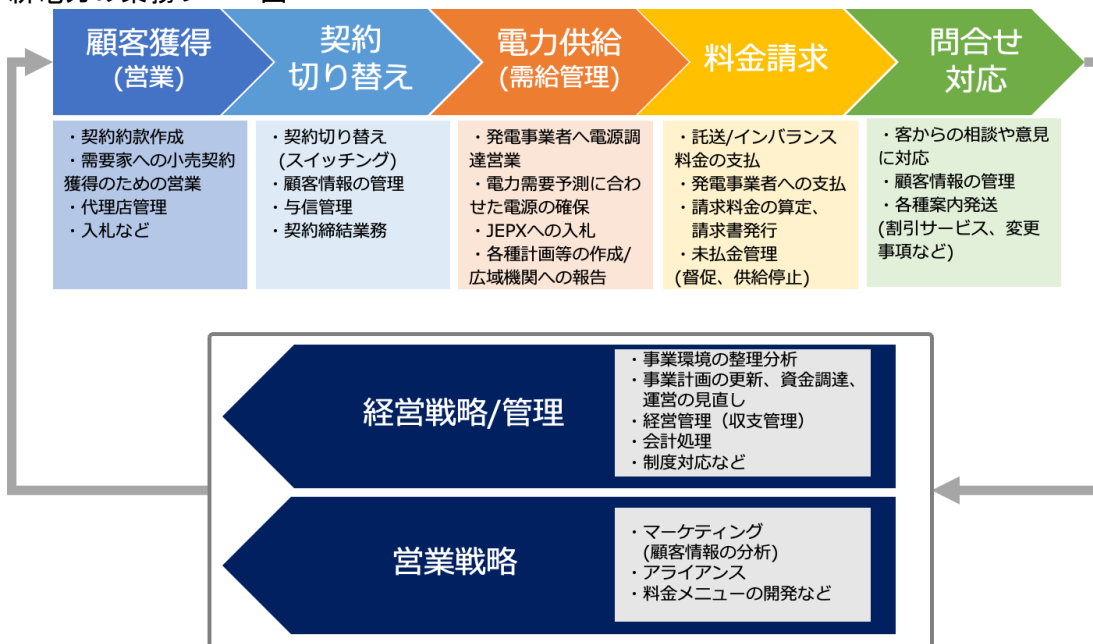 顧客獲得
(営業)
契約
切り替え
電力供給
(需給管理)
料金請求
問合せ
対応
・契約約款作成
・需要家への小売契約
獲得のための営業
・代理店管理
・入札など
・契約切り替え
(スイッチング)
・顧客情報の管理
・与信管理
・契約締結業務
・発電事業者へ電源調
達営業
・電力需要予測に合わ
せた電源の確保
・JEPXへの入札
・各種計画等の作成/
広域機関への報告
・託送/インバランス
料金の支払
・発電事業者への支払
・請求料金の算定、
請求書発行
・未払金管理
(督促、供給停止)
・客からの相談や意見
に対応
・顧客情報の管理
・各種案内発送
(割引サービス、変更
事項など)
経営戦略/管理
・事業環境の整理分析
・事業計画の更新、資金調達、
運営の見直し
・経営管理（収支管理）
・会計処理
・制度対応など
営業戦略
・マーケティング
(顧客情報の分析)
・アライアンス
・料金メニューの開発など